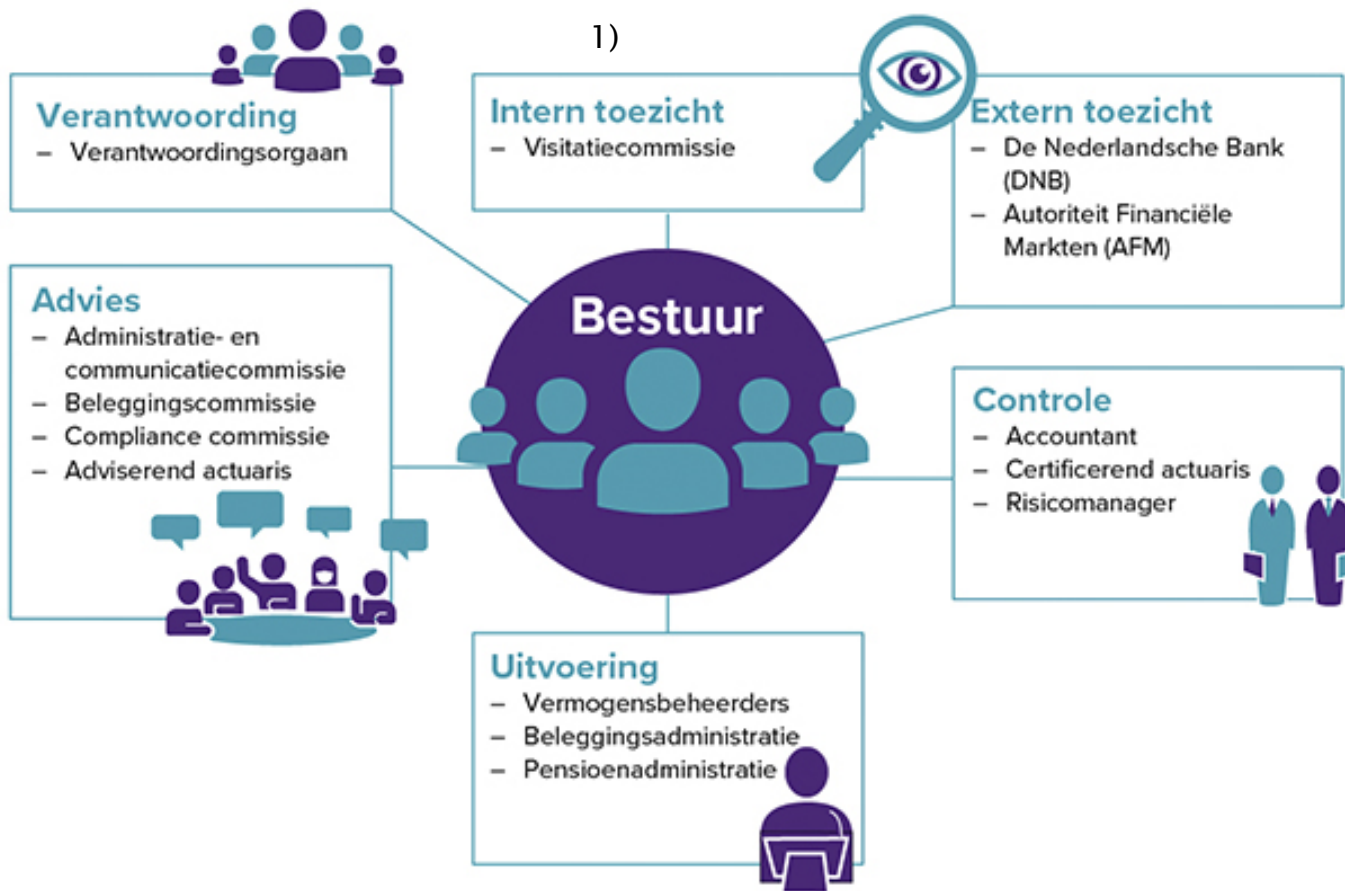 1)
Verantwoording
– Verantwoordingsorgaan
Intern toezicht
– Visitatiecommissie
Extern toezicht
– De Nederlandsche Bank
(DNB)
– Autoriteit Financiële
Markten (AFM)
Advies
– Administratie- en
communicatiecommissie
– Beleggingscommissie
– Compliance commissie
– Adviserend actuaris
Bestuur
Controle
– Accountant
– Certificerend actuaris
– Risicomanager
Uitvoering
– Vermogensbeheerders
– Beleggingsadministratie
– Pensioenadministratie